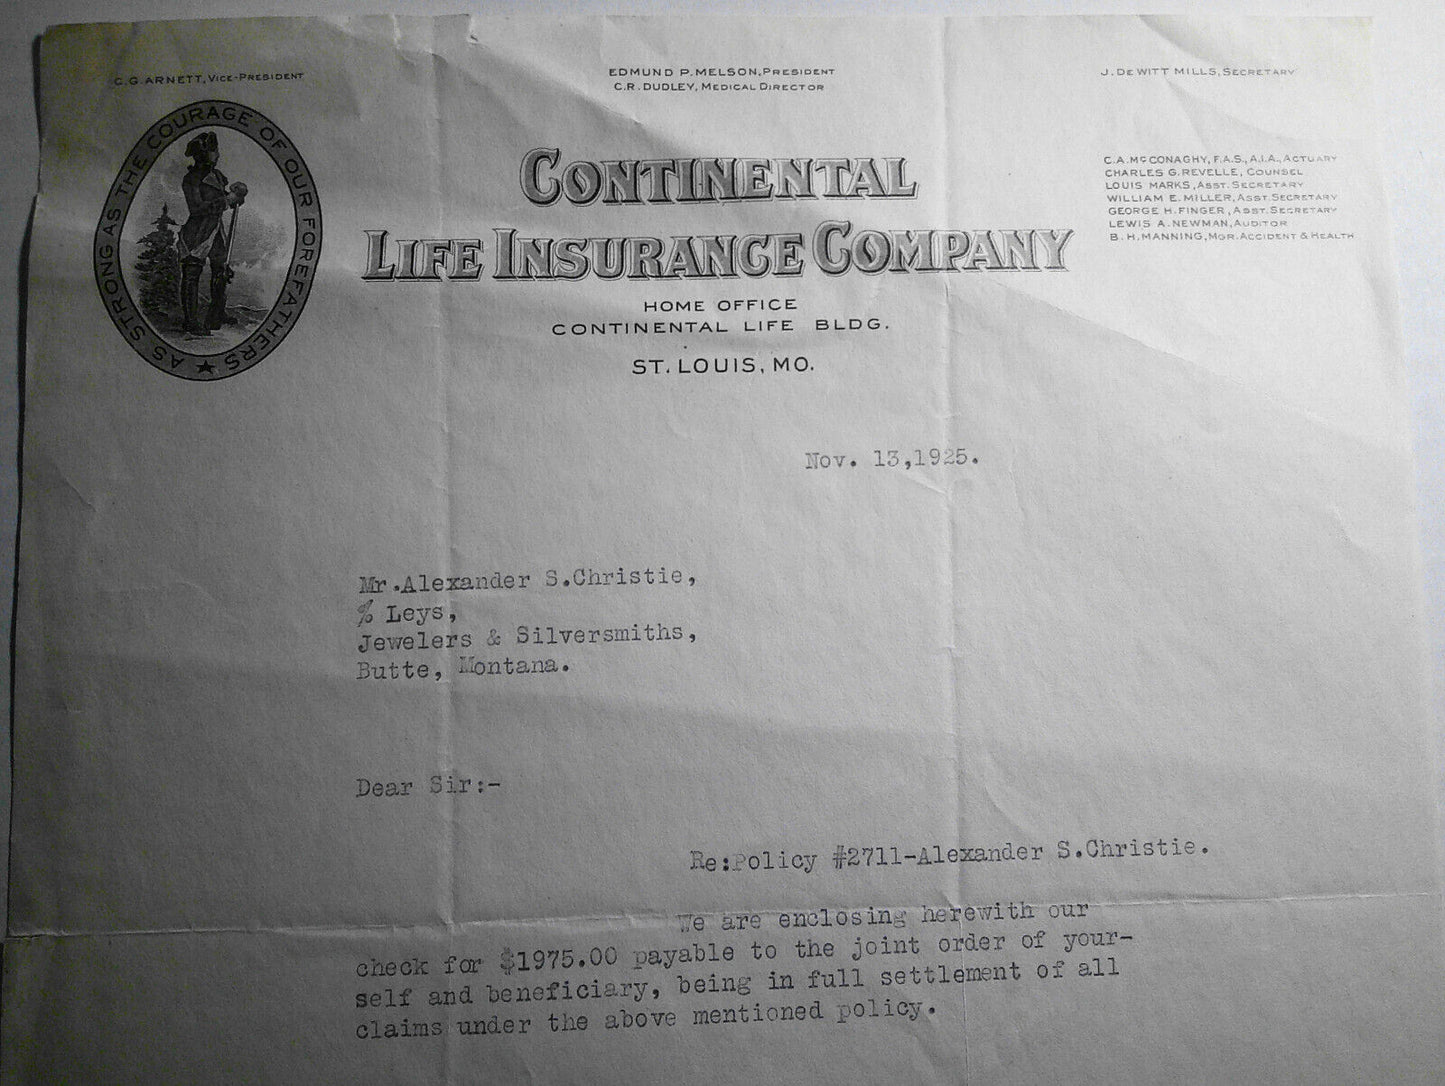 C.G. ARNETT, VICE-PRESIDENT
EDMUND P. MELSON, PRESIDENT
C.R. DUDLEY, MEDICAL DIRECTOR
J. DE WITT MILLS, SECRETARY
AS STRONG AS THE COURAGE OF OUR FOREFATHERS ★
CONTINENTAL
LIFE INSURANCE COMPANY
HOME OFFICE
CONTINENTAL LIFE BLDG.
ST. LOUIS, MO.
C.A. McCONAGHY, F.A.S., A.I.A., ACTUARY
CHARLES G. REVELLE, COUNSEL
LOUIS MARKS, ASST. SECRETARY
WILLIAM E. MILLER, ASST. SECRETARY
GEORGE H. FINGER, ASST. SECRETARY
LEWIS A. NEWMAN, AUDITOR
B.H. MANNING, MGR. ACCIDENT & HEALTH
Nov. 13,1925.
Mr.Alexander S.Christie,
% Leys,
Jewelers & Silversmiths,
Butte, Montana.
Dear Sir:-
Re:Policy #2711-Alexander S.Christie.
We are enclosing herewith our
check for $1975.00 payable to the joint order of your-
self and beneficiary, being in full settlement of all
claims under the above mentioned policy.